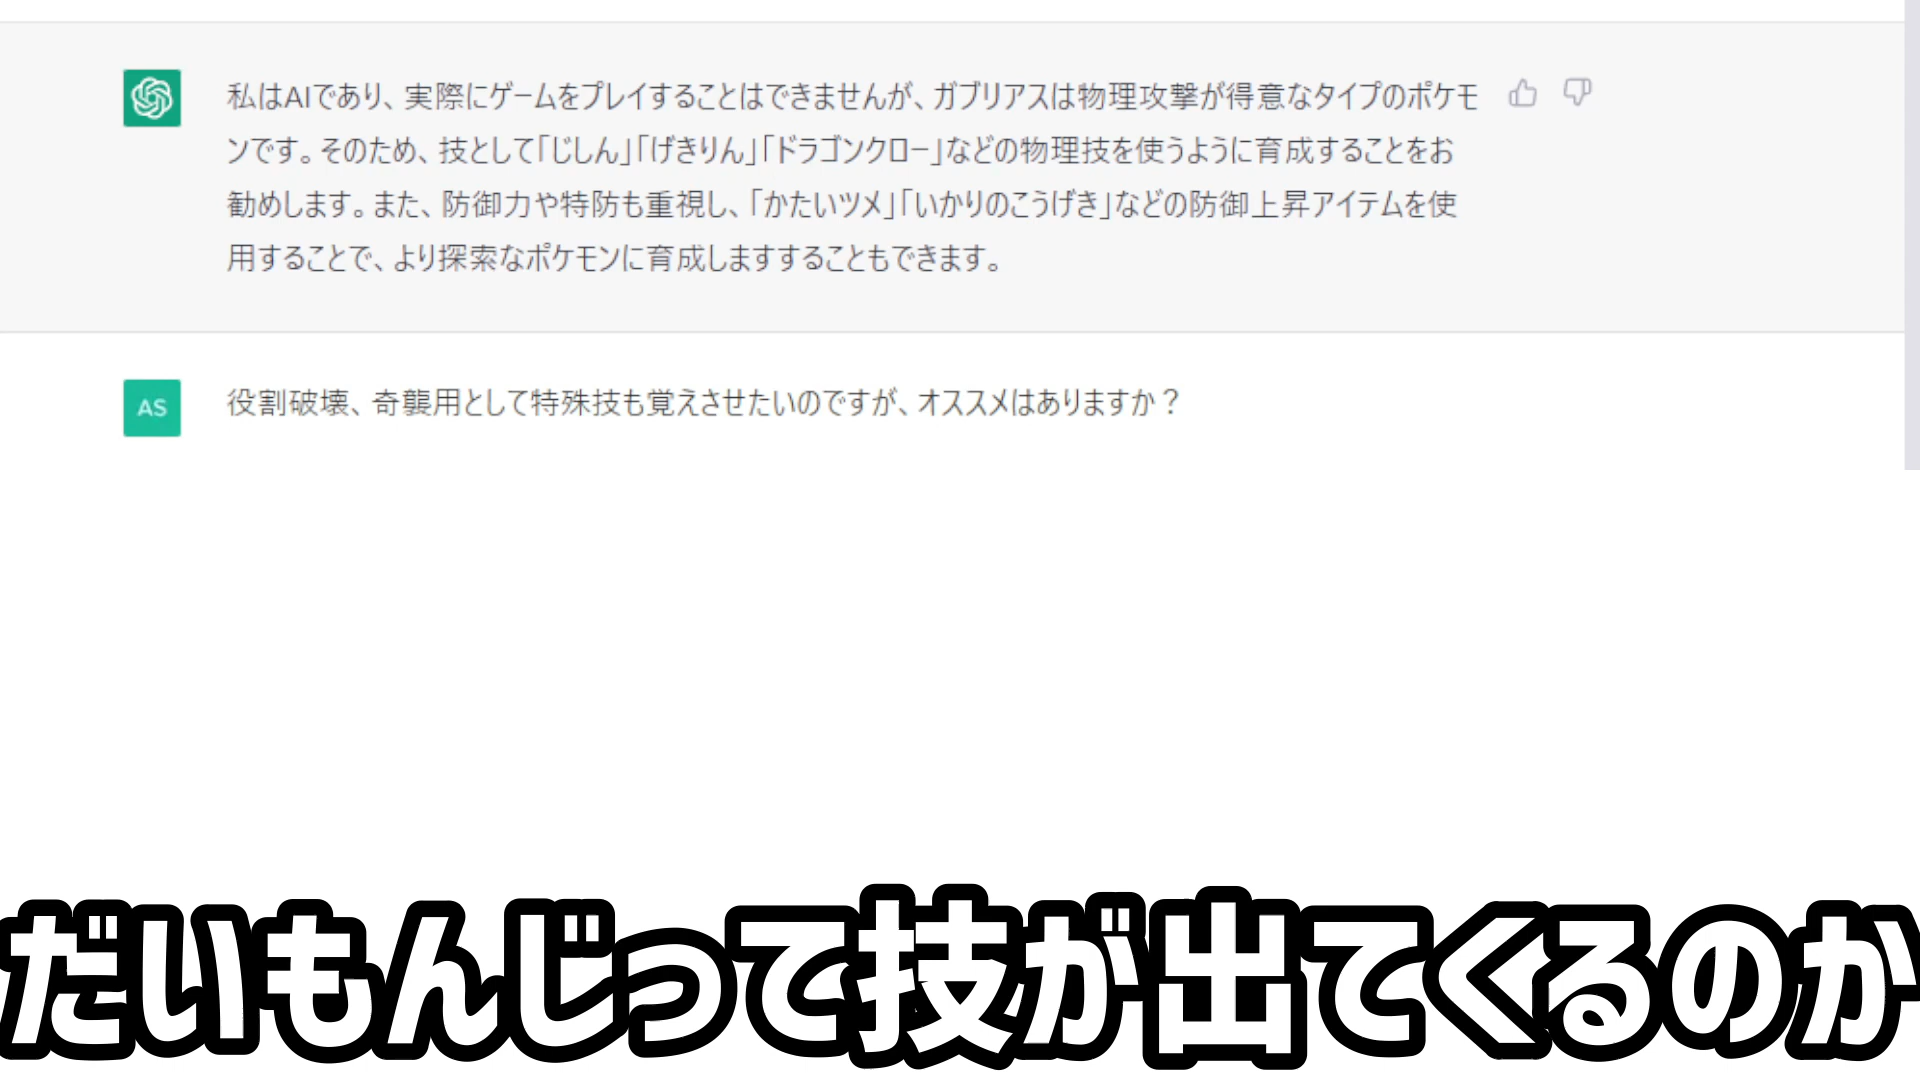 私はAIであり、実際にゲームをプレイすることはできませんが、ガブリアスは物理攻撃が得意なタイプのポケモ
ンです。そのため、技として「じしん」「げきりん」「ドラゴンクロー」などの物理技を使うように育成することをお
勧めします。また、防御力や特防も重視し、「かたいツメ」「いかりのこうげき」などの防御上昇アイテムを使
用することで、より探索なポケモンに育成しますすることもできます。
AS
役割破壊、奇襲用として特殊技も覚えさせたいのですが、オススメはありますか？
だいもんじって技が出てくるのか